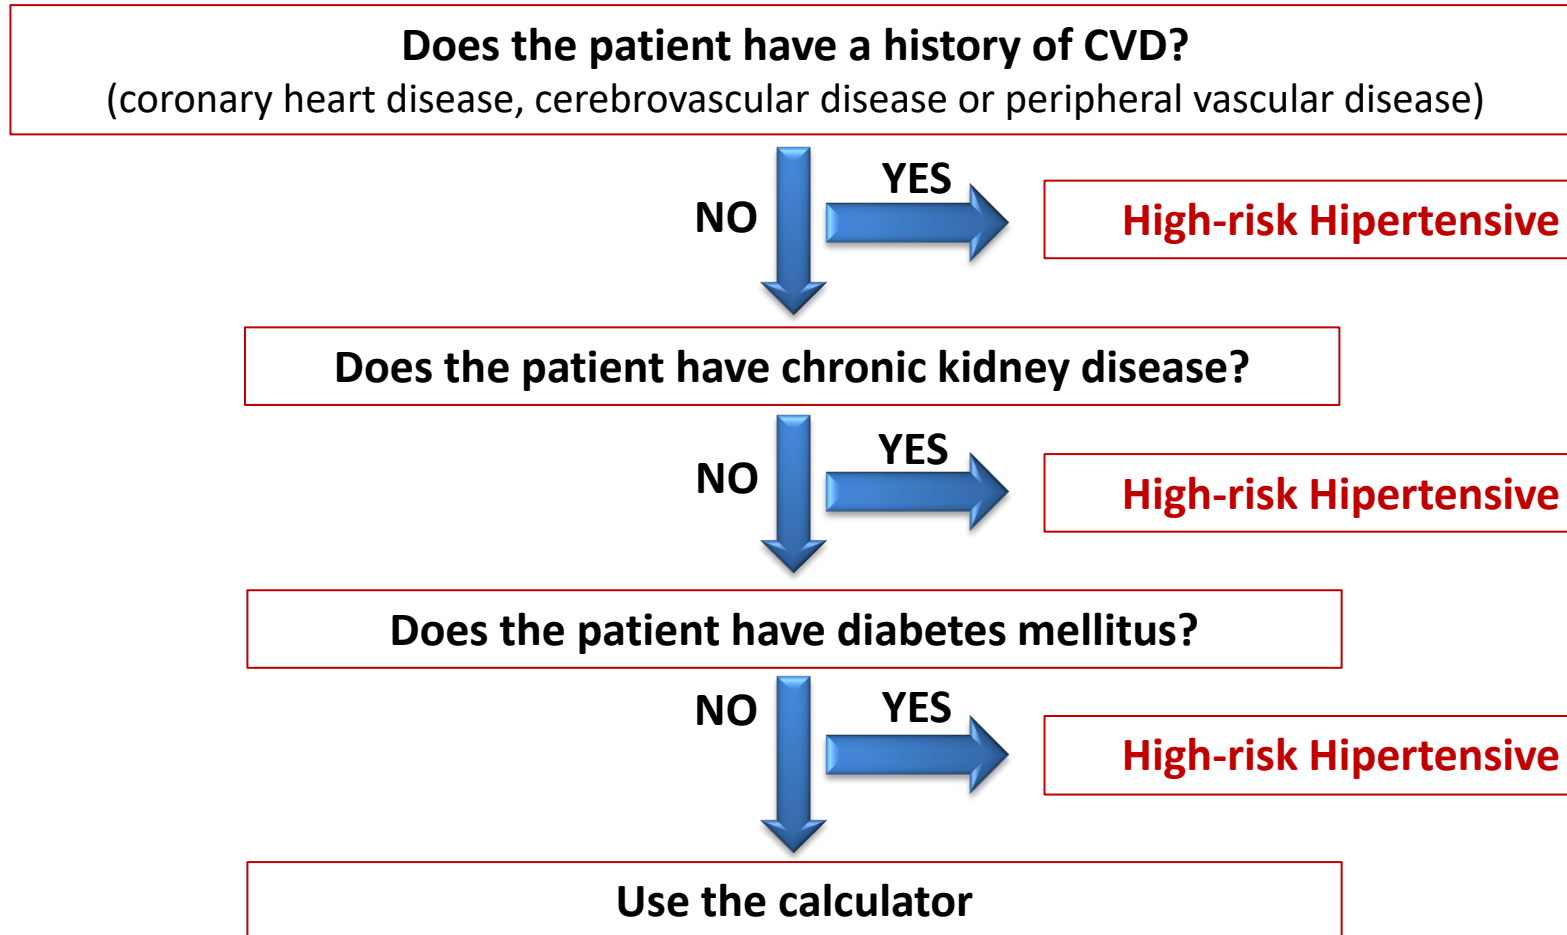 Does the patient have a history of CVD?
(coronary heart disease, cerebrovascular disease or peripheral vascular disease)
YES
NO
High-risk Hipertensive
Does the patient have chronic kidney disease?
YES
NO
High-risk Hipertensive
Does the patient have diabetes mellitus?
NO
YES
High-risk Hipertensive
Use the calculator